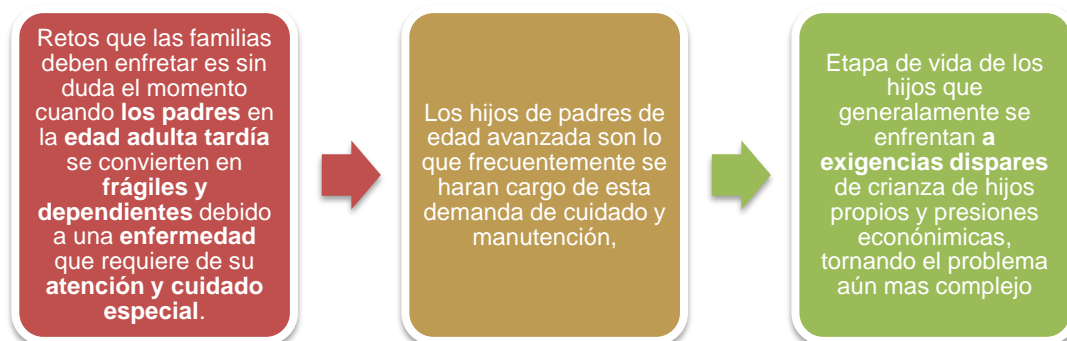 Retos que las familias
deben enfretar es sin
duda el momento
cuando los padres en
la edad adulta tardía
se convierten en
frágiles y
dependientes debido
a una enfermedad
que requiere de su
atención y cuidado
especial.
Los hijos de padres de
edad avanzada son lo
que frecuentemente se
haran cargo de esta
demanda de cuidado y
manutención,
Etapa de vida de los
hijos que
generalamente se
enfrentan a
exigencias dispares
de crianza de hijos
propios y presiones
econónimicas,
tornando el problema
aún mas complejo